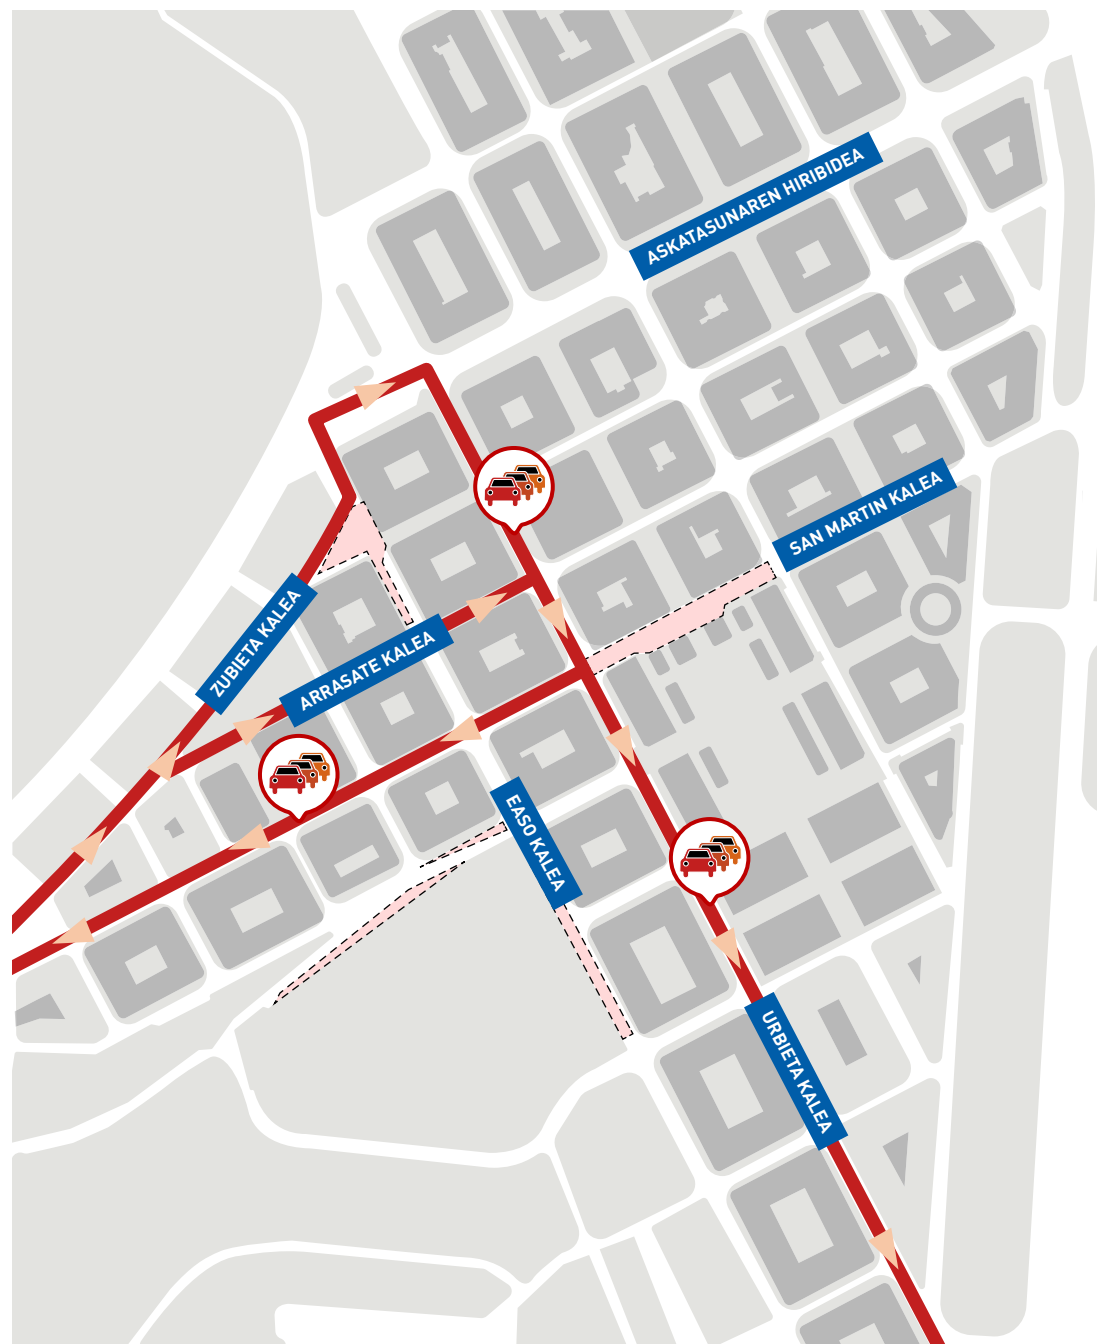 ASKATASUNAREN HIRIBIDEA
SAN MARTIN KALEA
ZUBIETA KALEA
ARRASATE KALEA
EASO KALEA
URBIETA KALEA